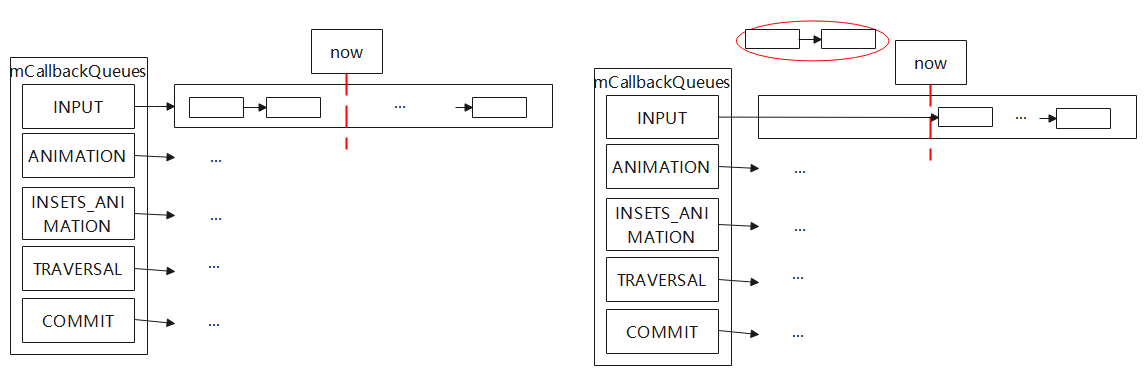 now
mCallbackQueues
INPUT
...
ANIMATION
...
INSETS_ANI
MATION
...
TRAVERSAL
...
COMMIT
...
now
mCallbackQueues
INPUT
...
ANIMATION
...
INSETS_ANI
MATION
...
TRAVERSAL
...
COMMIT
...